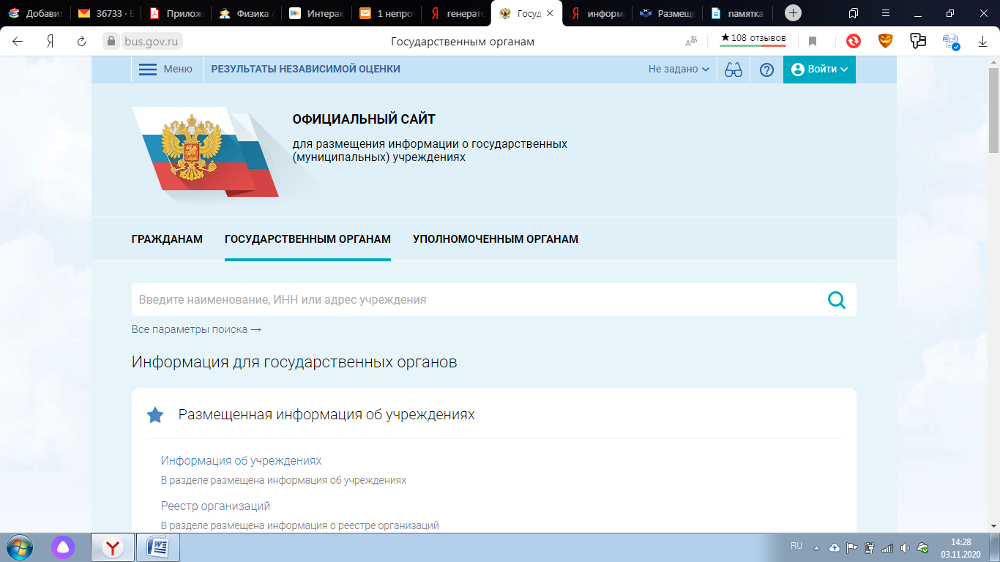 Добавит
36733 · В
Приложе
Физика А
Интерак
1 непроч
генерато
Госуд
информа
Размеще
памятка
bus.gov.ru
Государственным органам
★108 отзывов
Меню
РЕЗУЛЬТАТЫ НЕЗАВИСИМОЙ ОЦЕНКИ
Не задано
Войти
ОФИЦИАЛЬНЫЙ САЙТ
для размещения информации о государственных
(муниципальных) учреждениях
ГРАЖДАНАМ
ГОСУДАРСТВЕННЫМ ОРГАНАМ
УПОЛНОМОЧЕННЫМ ОРГАНАМ
Введите наименование, ИНН или адрес учреждения
Все параметры поиска →
Информация для государственных органов
Размещенная информация об учреждениях
Информация об учреждениях
В разделе размещена информация об учреждениях
Реестр организаций
В разделе размещена информация о реестре организаций
RU
14:28
03.11.2020